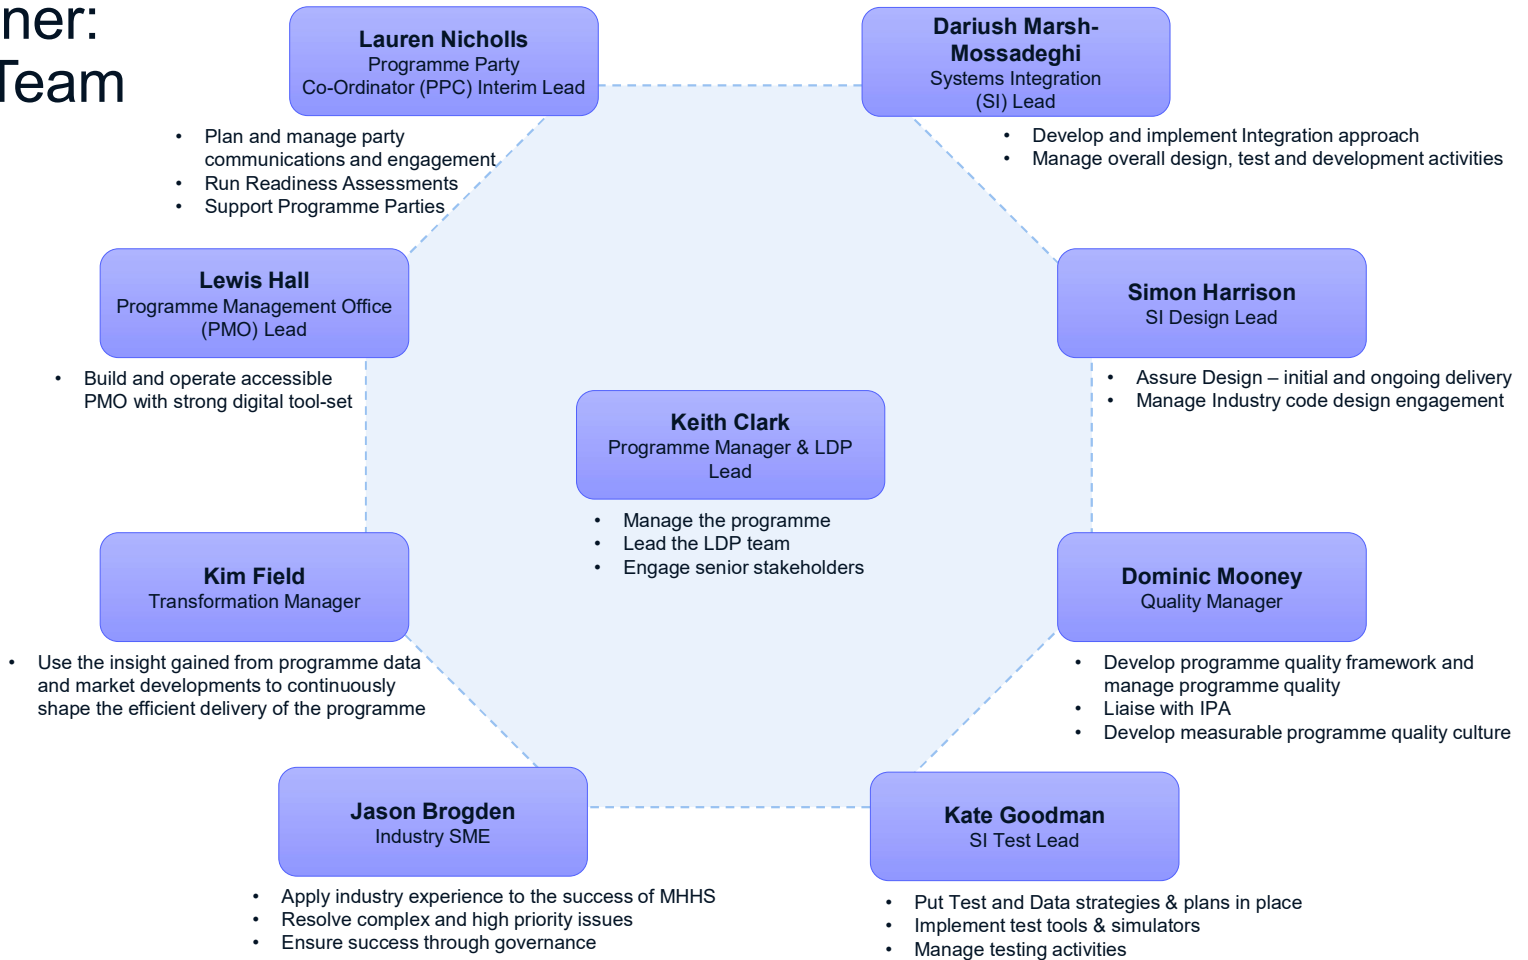 ner:
Team
Lauren Nicholls
Programme Party
Co-Ordinator (PPC) Interim Lead
• Plan and manage party
communications and engagement
• Run Readiness Assessments
• Support Programme Parties
Dariush Marsh-
Mossadeghi
Systems Integration
(SI) Lead
• Develop and implement Integration approach
• Manage overall design, test and development activities
Lewis Hall
Programme Management Office
(PMO) Lead
• Build and operate accessible
PMO with strong digital tool-set
Simon Harrison
SI Design Lead
• Assure Design – initial and ongoing delivery
• Manage Industry code design engagement
Keith Clark
Programme Manager & LDP
Lead
• Manage the programme
• Lead the LDP team
• Engage senior stakeholders
Kim Field
Transformation Manager
• Use the insight gained from programme data
and market developments to continuously
shape the efficient delivery of the programme
Dominic Mooney
Quality Manager
• Develop programme quality framework and
manage programme quality
• Liaise with IPA
• Develop measurable programme quality culture
Jason Brogden
Industry SME
• Apply industry experience to the success of MHHS
• Resolve complex and high priority issues
• Ensure success through governance
Kate Goodman
SI Test Lead
• Put Test and Data strategies & plans in place
• Implement test tools & simulators
• Manage testing activities